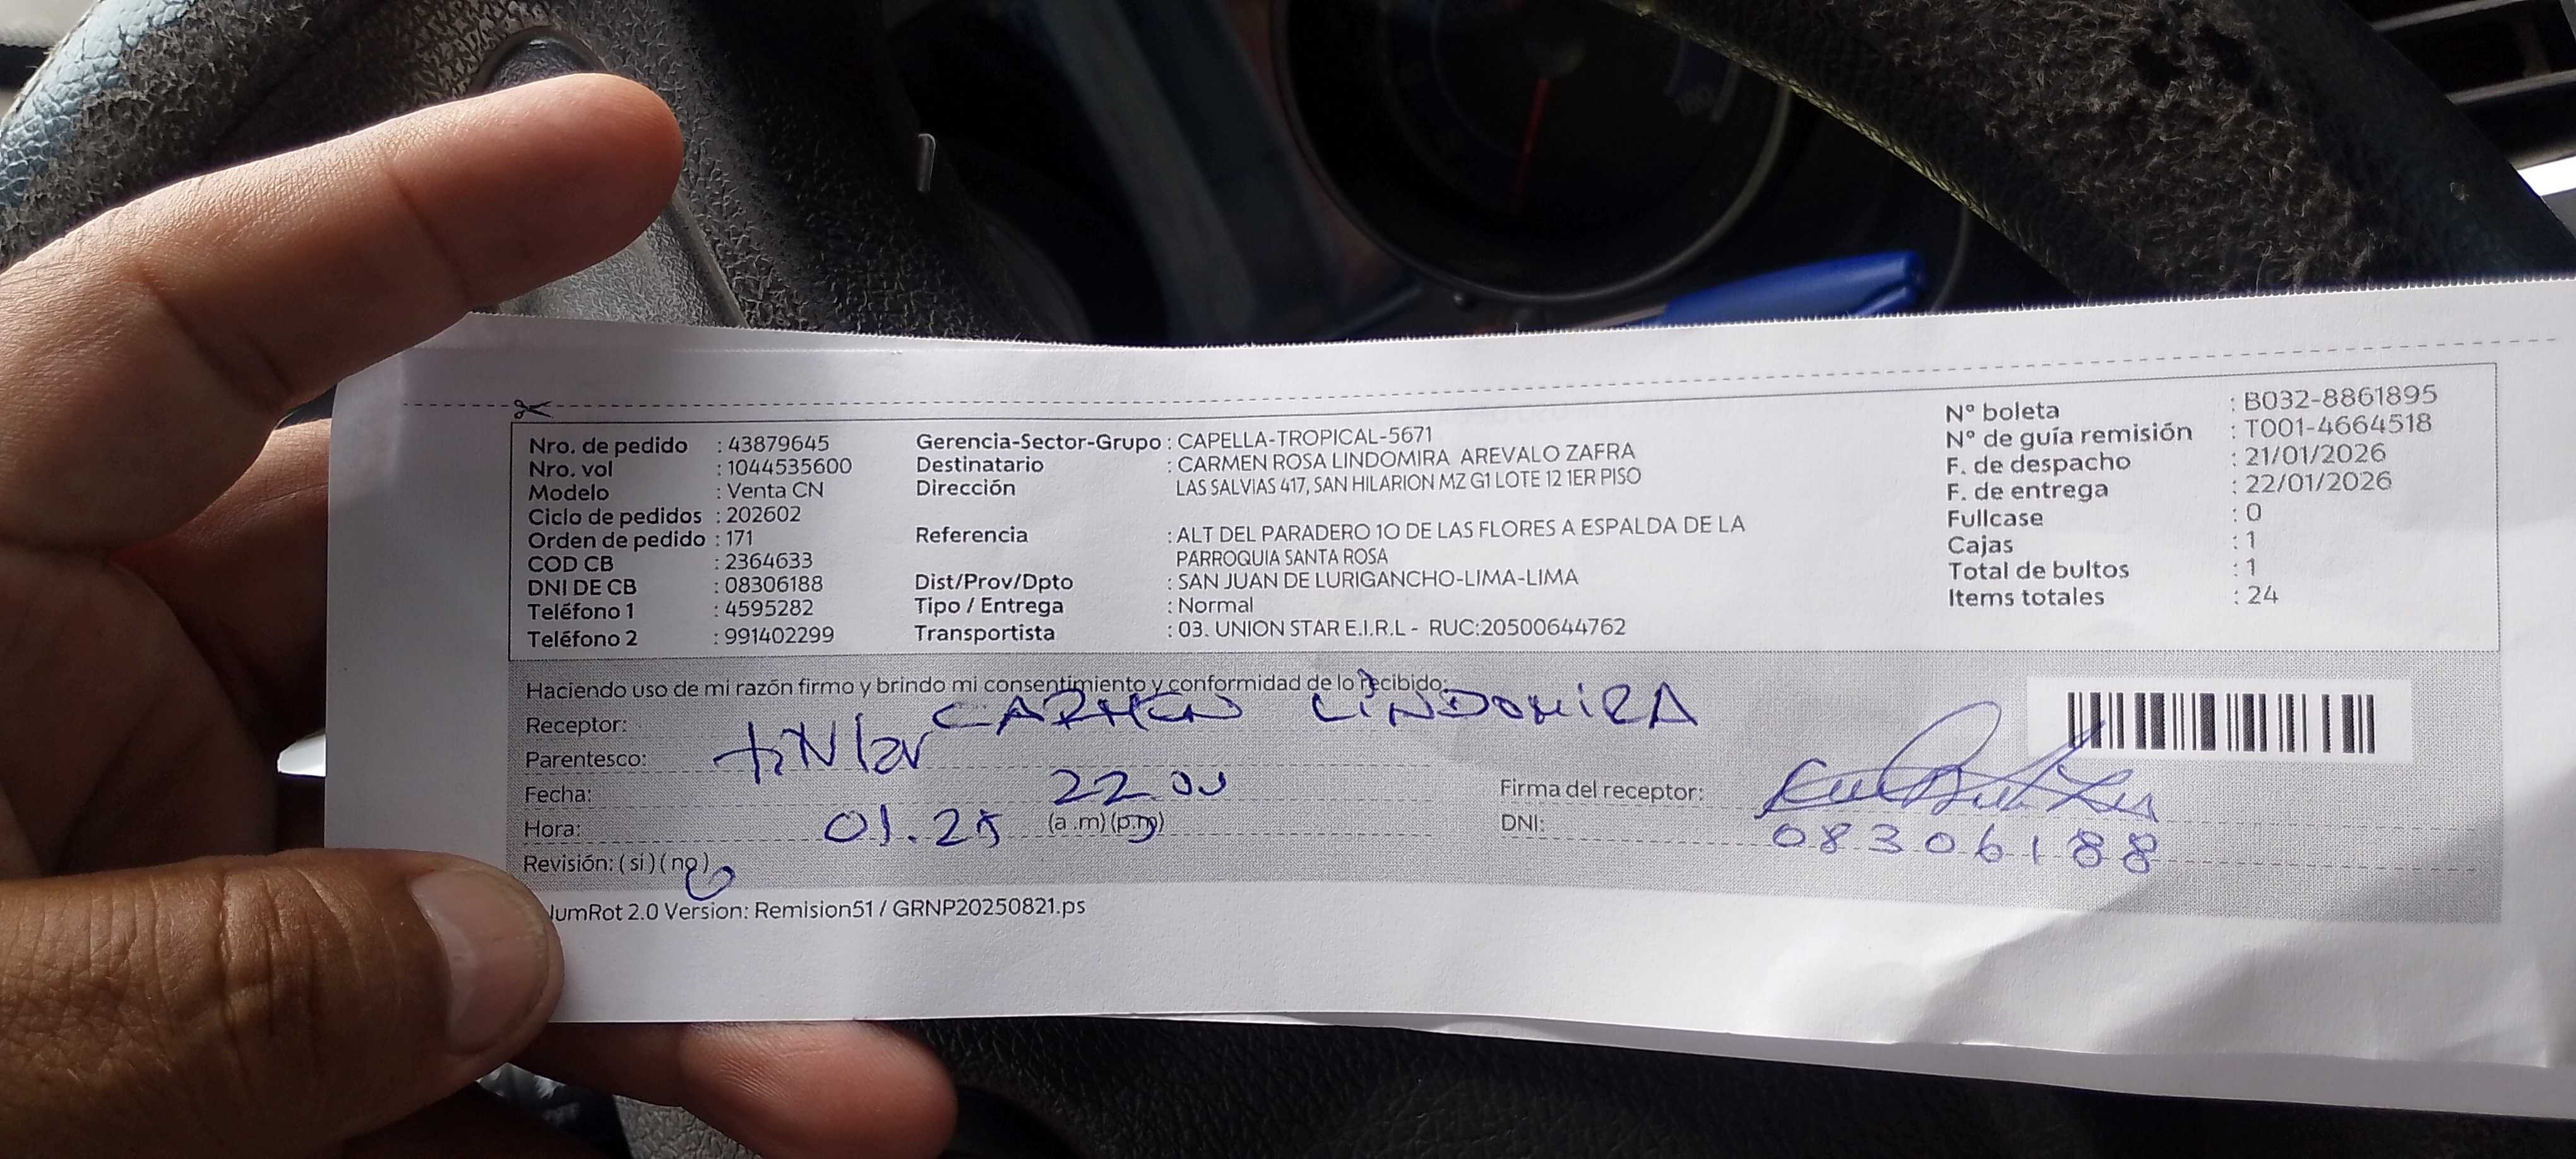 Nro. de pedido : 43879645
Nro. vol : 1044535600
Modelo : Venta CN
Ciclo de pedidos : 202602
Orden de pedido : 171
COD CB : 2364633
DNI DE CB : 08306188
Teléfono 1 : 4595282
Teléfono 2 : 991402299
Gerencia-Sector-Grupo : CAPELLA-TROPICAL-5671
Destinatario : CARMEN ROSA LINDOMIRA AREVALO ZAFRA
Dirección LAS SALVIAS 417, SAN HILARION MZ G1 LOTE 12 1ER PISO
Referencia : ALT DEL PARADERO 10 DE LAS FLORES A ESPALDA DE LA
PARROQUIA SANTA ROSA
Dist/Prov/Dpto : SAN JUAN DE LURIGANCHO-LIMA-LIMA
Tipo / Entrega : Normal
Transportista : 03. UNION STAR E.I.R.L - RUC:20500644762
N° boleta : B032-8861895
N° de guía remisión : T001-4664518
F. de despacho : 21/01/2026
F. de entrega : 22/01/2026
Fullcase : 0
Cajas : 1
Total de bultos : 1
Items totales : 24
Haciendo uso de mi razón firmo y brindo mi consentimiento y conformidad de lo recibido:
Receptor: CARMEN LINDOMIRA
Parentesco:
Fecha: 22
Hora: 01.25 (a.m) (p.m)
Revisión: (si) (no)
Firma del receptor:
DNI: 08306188
umRot 2.0 Version: Remision51 / GRNP20250821.ps